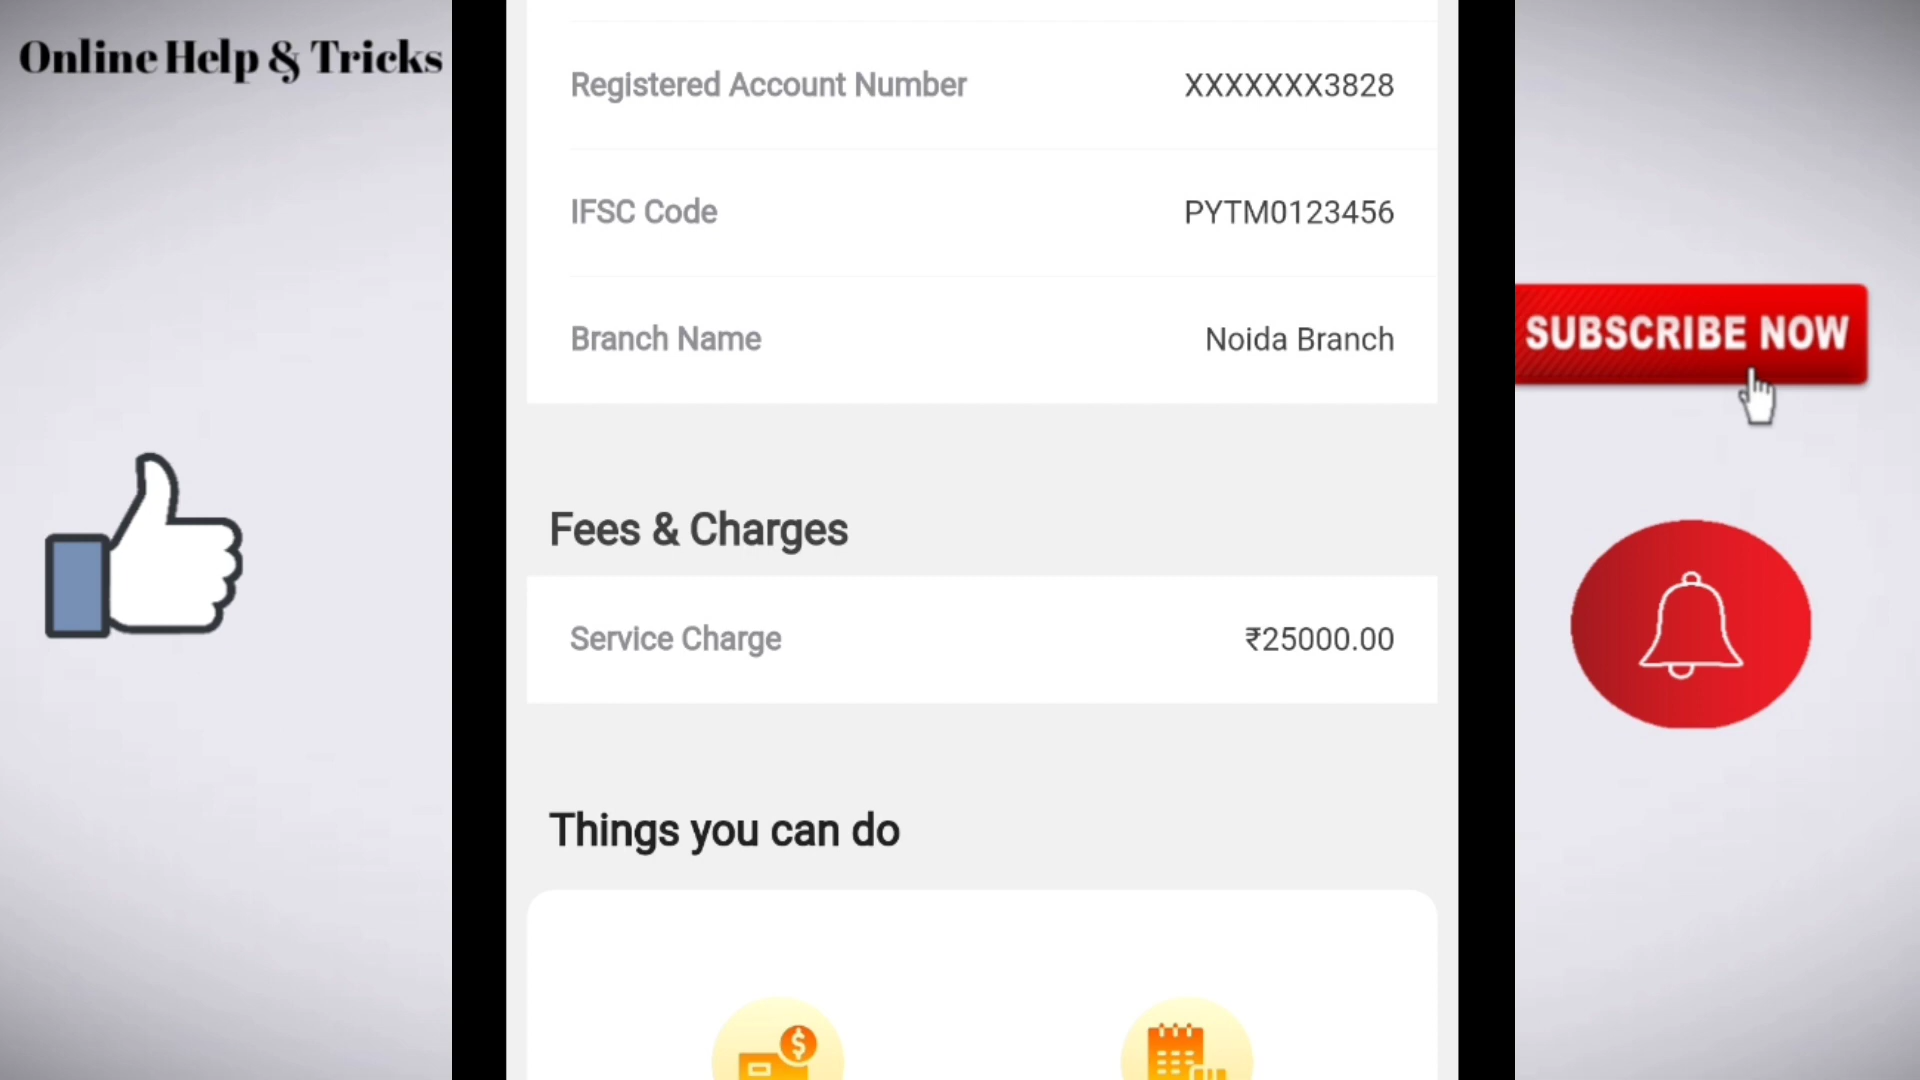 Online Help & Tricks
Registered Account Number XXXXXXX3828
IFSC Code PYTM0123456
Branch Name Noida Branch
SUBSCRIBE NOW
Fees & Charges
Service Charge ₹25000.00
Things you can do
$